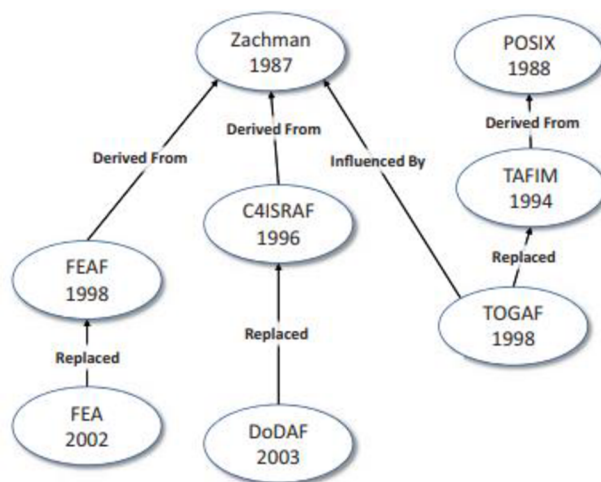 Zachman
1987
POSIX
1988
Derived From
Derived From
Derived From
Influenced By
TAFIM
1994
C4ISRAF
1996
FEAF
1998
Replaced
TOGAF
1998
Replaced
Replaced
FEA
2002
DoDAF
2003